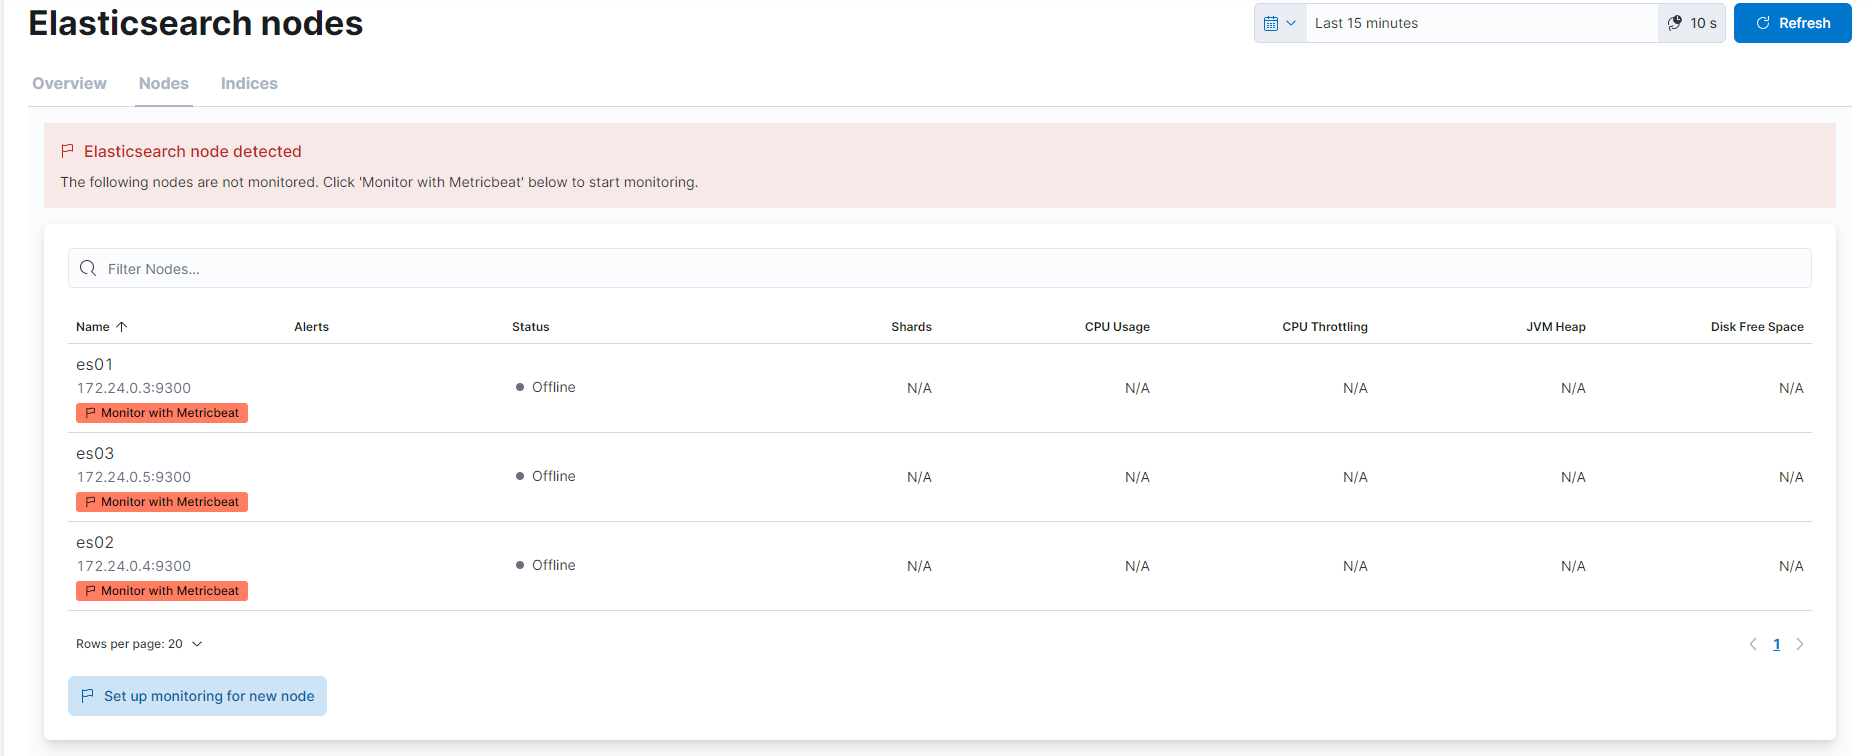 Elasticsearch nodes
Last 15 minutes
10 s
Refresh
Overview Nodes Indices
Elasticsearch node detected
The following nodes are not monitored. Click 'Monitor with Metricbeat' below to start monitoring.
Filter Nodes...
Name Alerts Status Shards CPU Usage CPU Throttling JVM Heap Disk Free Space
es01
172.24.0.3:9300
Offline N/A N/A N/A N/A N/A
Monitor with Metricbeat
es03
172.24.0.5:9300
Offline N/A N/A N/A N/A N/A
Monitor with Metricbeat
es02
172.24.0.4:9300
Offline N/A N/A N/A N/A N/A
Monitor with Metricbeat
Rows per page: 20
1
Set up monitoring for new node